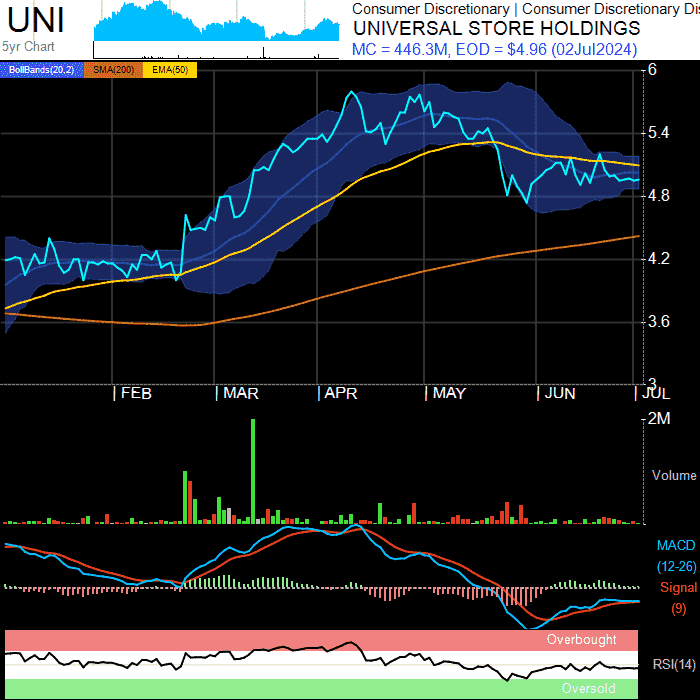 UNI
5yr Chart
Consumer Discretionary | Consumer Discretionary Dis
UNIVERSAL STORE HOLDINGS
MC = 446.3M, EOD = $4.96 (02Jul2024)
BollBands(20,2) SMA(200) EMA(50)
6
5.4
4.8
4.2
3.6
3
FEB MAR APR MAY JUN JUL
2M
Volume
MACD
(12-26)
Signal
(9)
Overbought
RSI(14)
Oversold